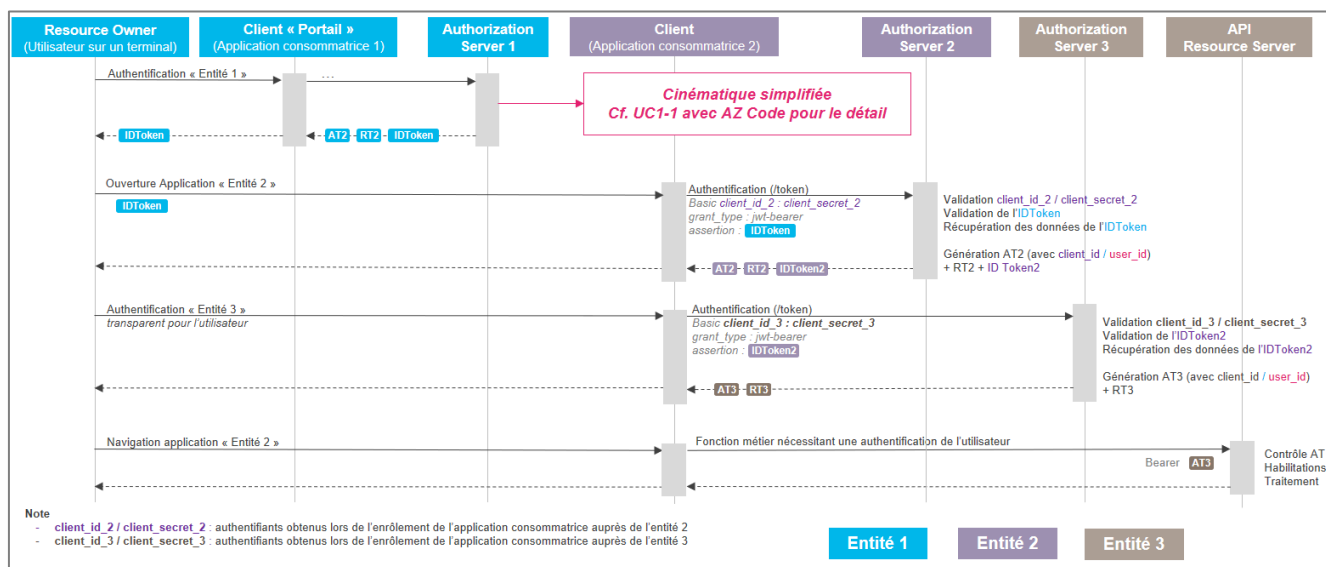 Resource Owner
(Utilisateur sur un terminal)
Client « Portail »
(Application consommatrice 1)
Authorization
Server 1
Client
(Application consommatrice 2)
Authorization
Server 2
Authorization
Server 3
API
Resource Server
Authentification « Entité 1 »
...
Cinématique simplifiée
Cf. UC1-1 avec AZ Code pour le détail
IDToken
AT2 RT2 IDToken
Ouverture Application « Entité 2 »
IDToken
Authentification (/token)
Basic client_id_2 : client_secret_2
grant_type : jwt-bearer
assertion : IDToken
Validation client_id_2 / client_secret_2
Validation de l'IDToken
Récupération des données de l'IDToken
Génération AT2 (avec client_id / user_id)
+ RT2 + ID Token2
AT2 RT2 IDToken2
Authentification « Entité 3 »
transparent pour l'utilisateur
Authentification (/token)
Basic client_id_3 : client_secret_3
grant_type : jwt-bearer
assertion : IDToken2
Validation client_id_3 / client_secret_3
Validation de l'IDToken2
Récupération des données de l'IDToken2
Génération AT3 (avec client_id / user_id)
+ RT3
AT3 RT3
Navigation application « Entité 2 »
Fonction métier nécessitant une authentification de l'utilisateur
Bearer AT3
Contrôle AT
Habilitations
Traitement
Note
- client_id_2 / client_secret_2 : authentifiants obtenus lors de l'enrôlement de l'application consommatrice auprès de l'entité 2
- client_id_3 / client_secret_3 : authentifiants obtenus lors de l'enrôlement de l'application consommatrice auprès de l'entité 3
Entité 1
Entité 2
Entité 3